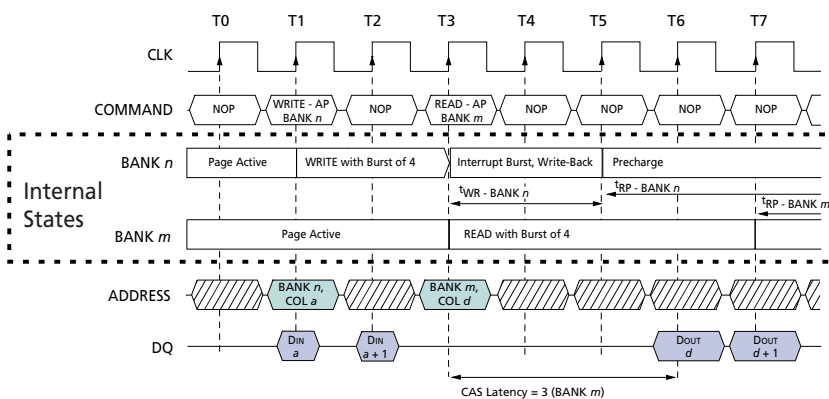 T0 T1 T2 T3 T4 T5 T6 T7
CLK
COMMAND NOP WRITE - AP BANK n NOP READ - AP BANK m NOP NOP NOP NOP
BANK n Page Active WRITE with Burst of 4 Interrupt Burst, Write-Back Precharge
Internal States
tWR - BANK n tRP - BANK n
tRP - BANK m
BANK m Page Active READ with Burst of 4
ADDRESS BANK n, COL a BANK m, COL d
DQ DIN a DIN a + 1 DOUT d DOUT d + 1
CAS Latency = 3 (BANK m)